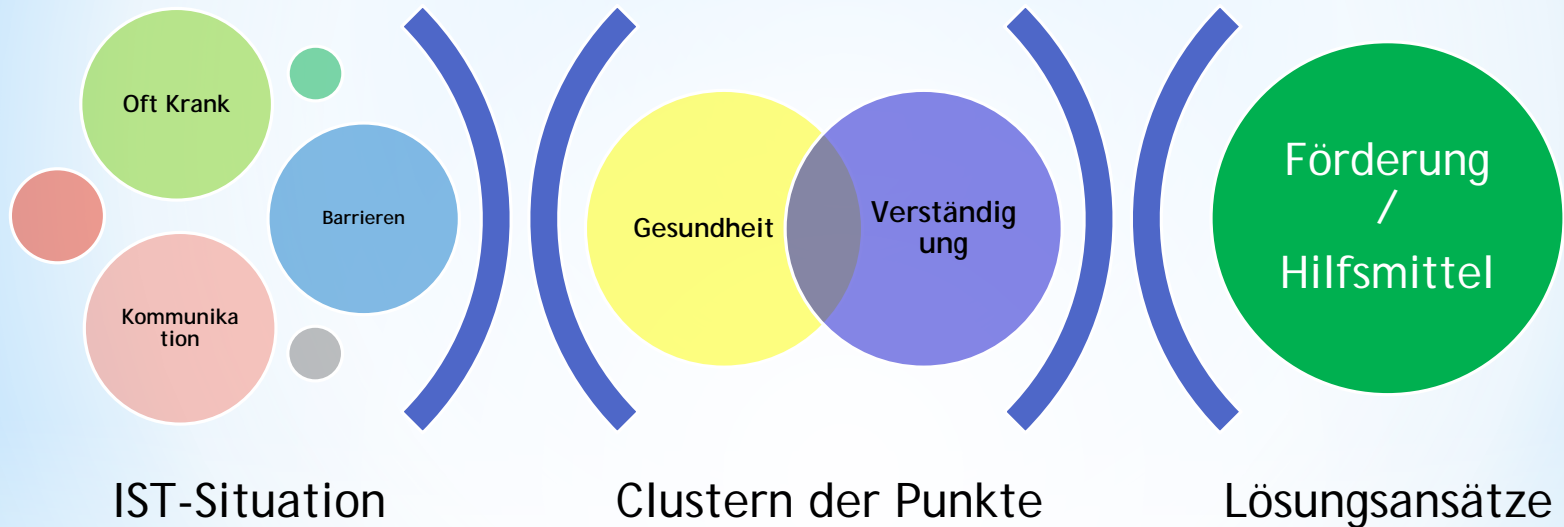 Oft Krank
Barrieren
Kommunika
tion
Gesundheit
Verständig
ung
Förderung
/
Hilfsmittel
IST-Situation
Clustern der Punkte
Lösungsansätze